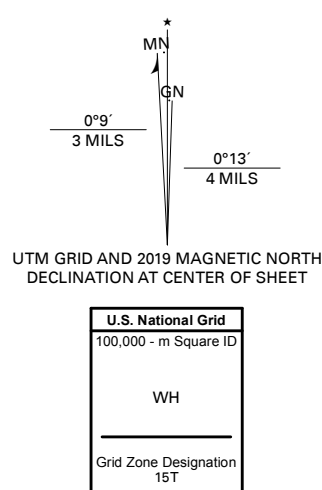 ★
MN
GN
0°9´
3 MILS
0°13´
4 MILS
UTM GRID AND 2019 MAGNETIC NORTH
DECLINATION AT CENTER OF SHEET
U.S. National Grid
100,000 - m Square ID
WH
Grid Zone Designation
15T